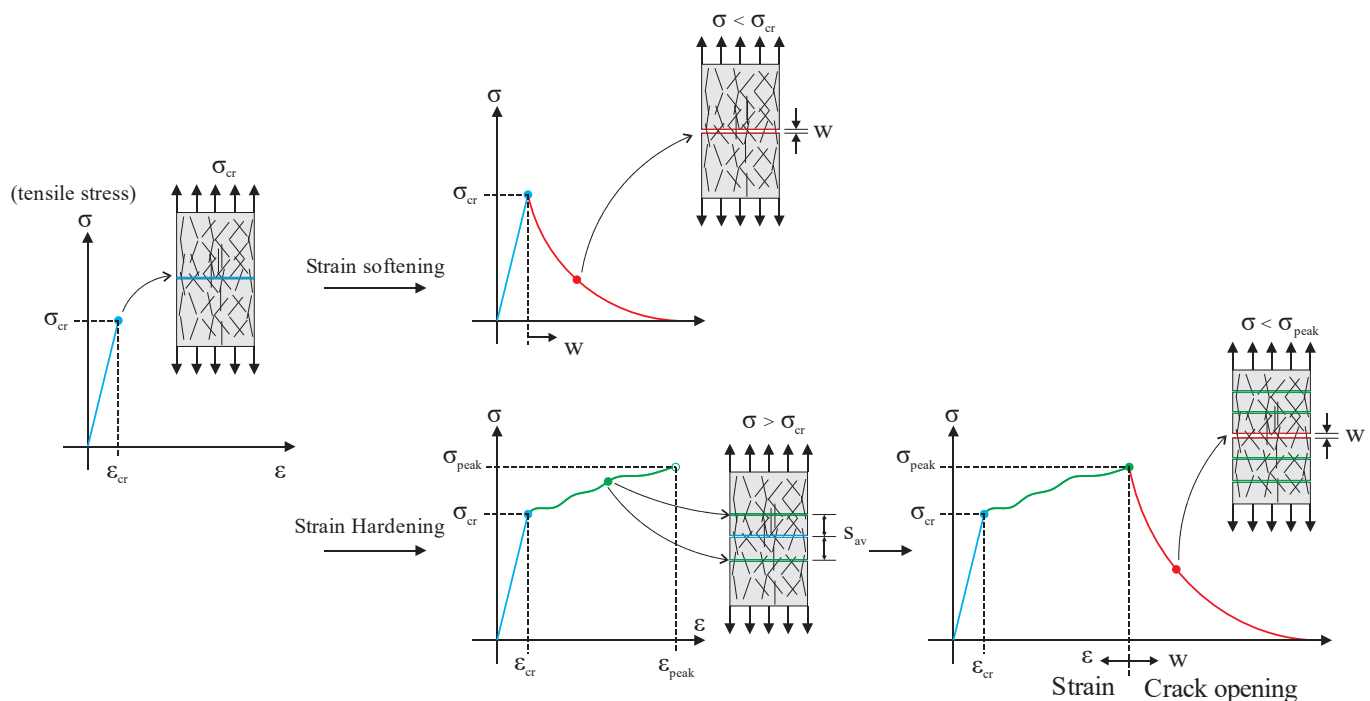 (tensile stress)
σ
σcr
σcr
εcr
ε
Strain softening
σ
σcr
w
σ < σcr
w
Strain Hardening
σ
σpeak
σcr
εcr
εpeak
ε
σ > σcr
sav
σ
σpeak
σcr
εcr
ε
w
Strain
Crack opening
σ < σpeak
w